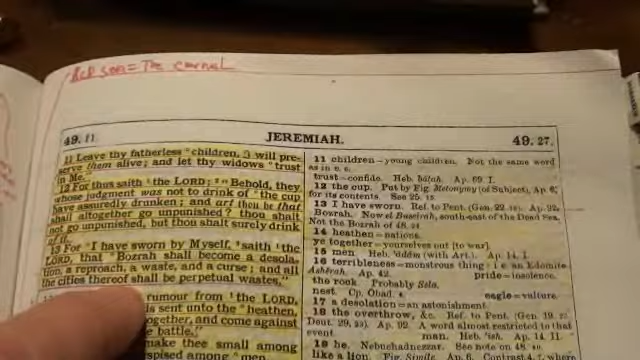 = The carnal
49. 11 JEREMIAH. 49. 27.
11 Leave thy fatherless °children, I will pre-
serve them alive; and let thy widows °trust
in Me."
12 For thus saith °the LORD; "Behold, they
whose judgment was not to drink of °the cup
have assuredly drunken; and art thou he that
shall altogether go unpunished? thou shalt
not go unpunished, but thou shalt surely drink
of it.
13 For °I have sworn by Myself, °saith °the
LORD, that °Bozrah shall become a desola-
tion, a reproach, a waste, and a curse; and all
the cities thereof shall be perpetual wastes."
rumour from °the LORD,
is sent unto the °heathen,
together, and come against
e battle."
make thee small among
spised among °men.
11 children = young children. Not the same word
as in
trust = confide. Heb. bāṭaḥ. Ap. 69. I.
12 the cup. Put by Fig. Metonymy (of Subject), Ap. 6,
for its contents. See 25. 15.
13 I have sworn. Ref. to Pent. (Gen. 22. 16). Ap. 92.
Bozrah. Now el Buseirah, south-east of the Dead Sea.
Not the Bozrah of 48. 24.
14 heathen = nations.
ye together = yourselves out [to war].
15 men. Heb. 'ādām (with Art.). Ap. 14. I.
16 terribleness = monstrous thing: i.e. an Edomite
Ashērah. Ap. 42. pride = insolence.
the rock. Probably Sela.
nest. Cp. Obad. 4. eagle = vulture.
17 a desolation = an astonishment.
18 the overthrow, &c. Ref. to Pent. (Gen. 19. 
Deut. 29. 23). Ap. 92. A word almost restricted to that
event. man. Heb. 'ish. Ap. 14. II.
19 he. Nebuchadnezzar. See note on 48. 40.
like a lion. Fig. Simile. Ap. 6. Contrast 4. 7, where